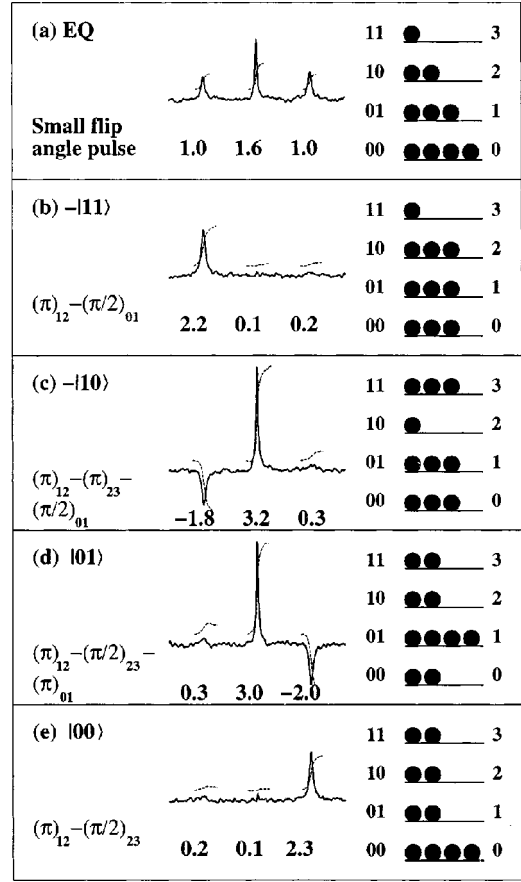 (a) EQ
11 3
10 2
01 1
Small flip
angle pulse
1.0 1.6 1.0
00 0
(b) –|11⟩
11 3
10 2
01 1
(π)12–(π/2)01
2.2 0.1 0.2
00 0
(c) –|10⟩
11 3
10 2
01 1
(π)12–(π)23–
(π/2)01
–1.8 3.2 0.3
00 0
(d) |01⟩
11 3
10 2
01 1
(π)12–(π/2)23–
(π)01
0.3 3.0 –2.0
00 0
(e) |00⟩
11 3
10 2
01 1
(π)12–(π/2)23
0.2 0.1 2.3
00 0